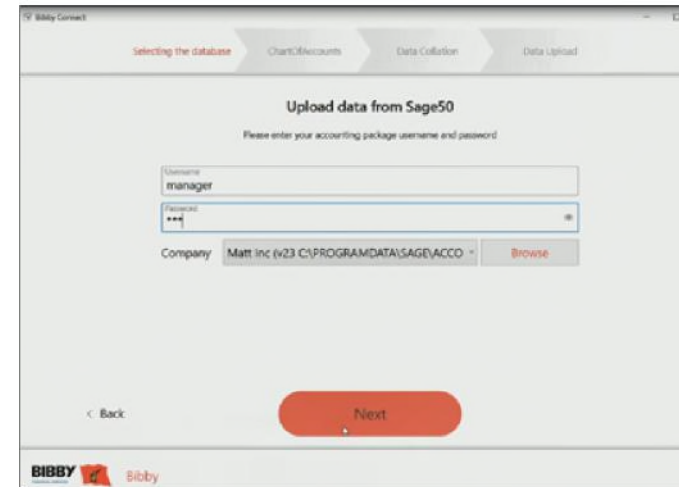 Bibby Connect
Selecting the database ChartOfAccounts Data Collation Data Upload
Upload data from Sage50
Please enter your accounting package username and password
Username
manager
Password
•••
Company Matt Inc (v23 C:\PROGRAMDATA\SAGE\ACCO Browse
< Back Next
BIBBY Bibby